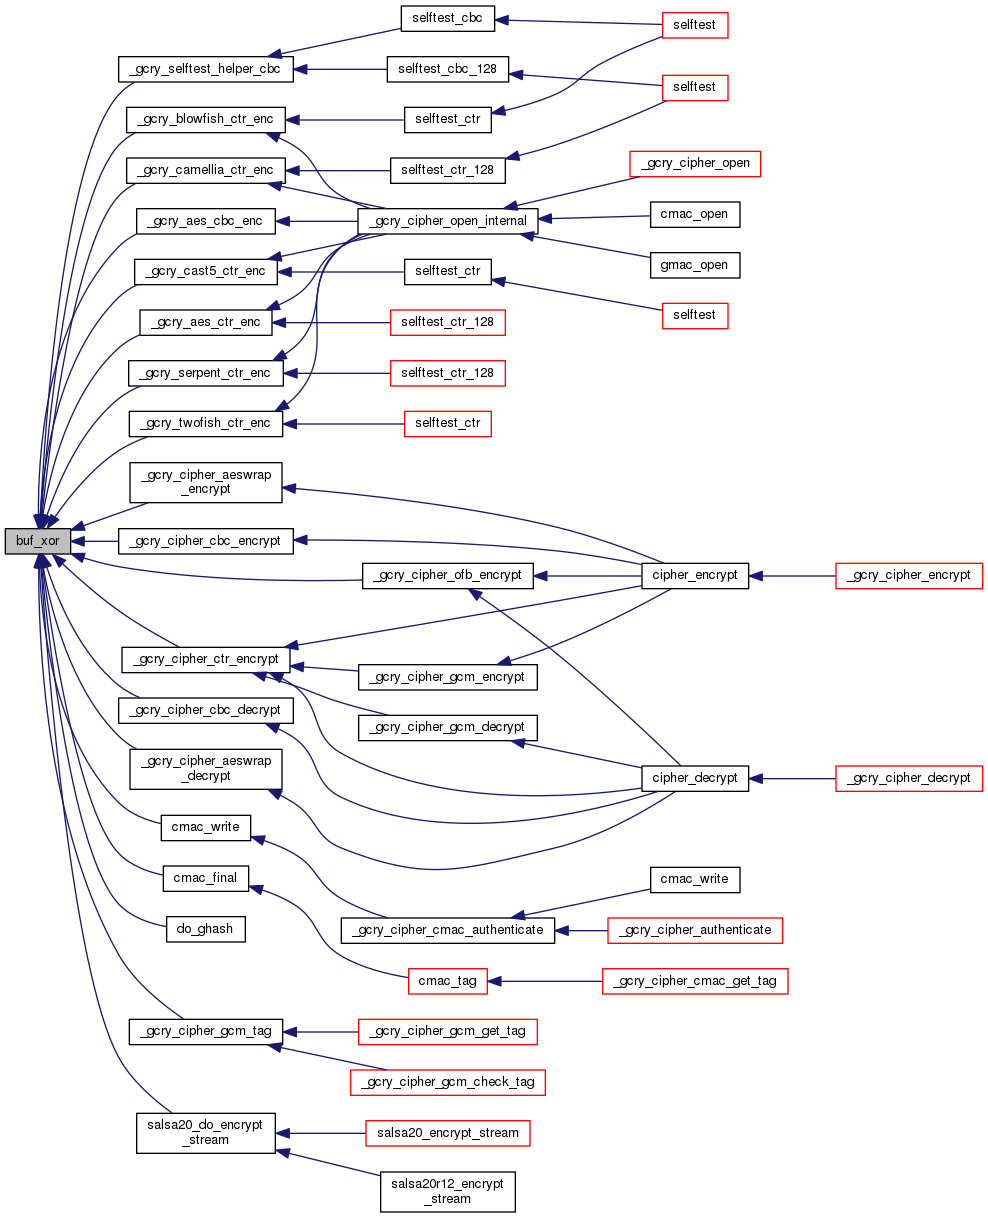 selftest_cbc
selftest
_gcry_selftest_helper_cbc
selftest_cbc_128
selftest
_gcry_blowfish_ctr_enc
selftest_ctr
_gcry_camellia_ctr_enc
selftest_ctr_128
_gcry_cipher_open
_gcry_aes_cbc_enc
_gcry_cipher_open_internal
cmac_open
_gcry_cast5_ctr_enc
selftest_ctr
gmac_open
_gcry_aes_ctr_enc
selftest_ctr_128
selftest
_gcry_serpent_ctr_enc
selftest_ctr_128
_gcry_twofish_ctr_enc
selftest_ctr
_gcry_cipher_aeswrap
_encrypt
buf_xor
_gcry_cipher_cbc_encrypt
_gcry_cipher_ofb_encrypt
cipher_encrypt
_gcry_cipher_encrypt
_gcry_cipher_ctr_encrypt
_gcry_cipher_gcm_encrypt
_gcry_cipher_cbc_decrypt
_gcry_cipher_gcm_decrypt
_gcry_cipher_aeswrap
_decrypt
cipher_decrypt
_gcry_cipher_decrypt
cmac_write
cmac_final
cmac_write
do_ghash
_gcry_cipher_cmac_authenticate
_gcry_cipher_authenticate
cmac_tag
_gcry_cipher_cmac_get_tag
_gcry_cipher_gcm_tag
_gcry_cipher_gcm_get_tag
_gcry_cipher_gcm_check_tag
salsa20_do_encrypt
_stream
salsa20_encrypt_stream
salsa20r12_encrypt
_stream